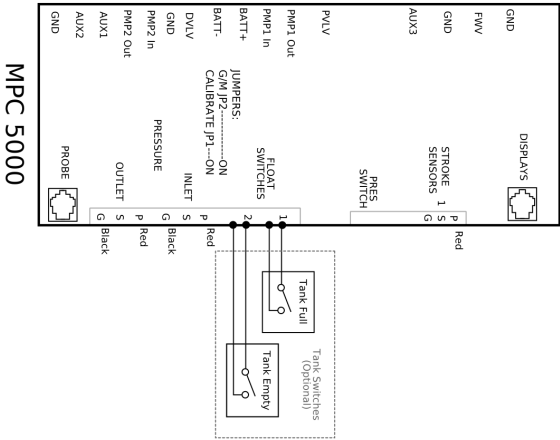 GND
FWV
GND
AUX3
PVLV
PMP1 Out
PMP1 In
BATT+
BATT-
DVLV
GND
PMP2 In
PMP2 Out
AUX1
AUX2
GND
JUMPERS:
G/M JP2-----------ON
CALIBRATE JP1---ON
DISPLAYS
STROKE 1
SENSORS
P
S
G
Red
PRES
SWITCH
FLOAT
SWITCHES
1
2
PRESSURE
INLET
P
S
G
Red
Black
OUTLET
P
S
G
Red
Black
PROBE
Tank Switches
(Optional)
Tank Full
Tank Empty
MPC 5000